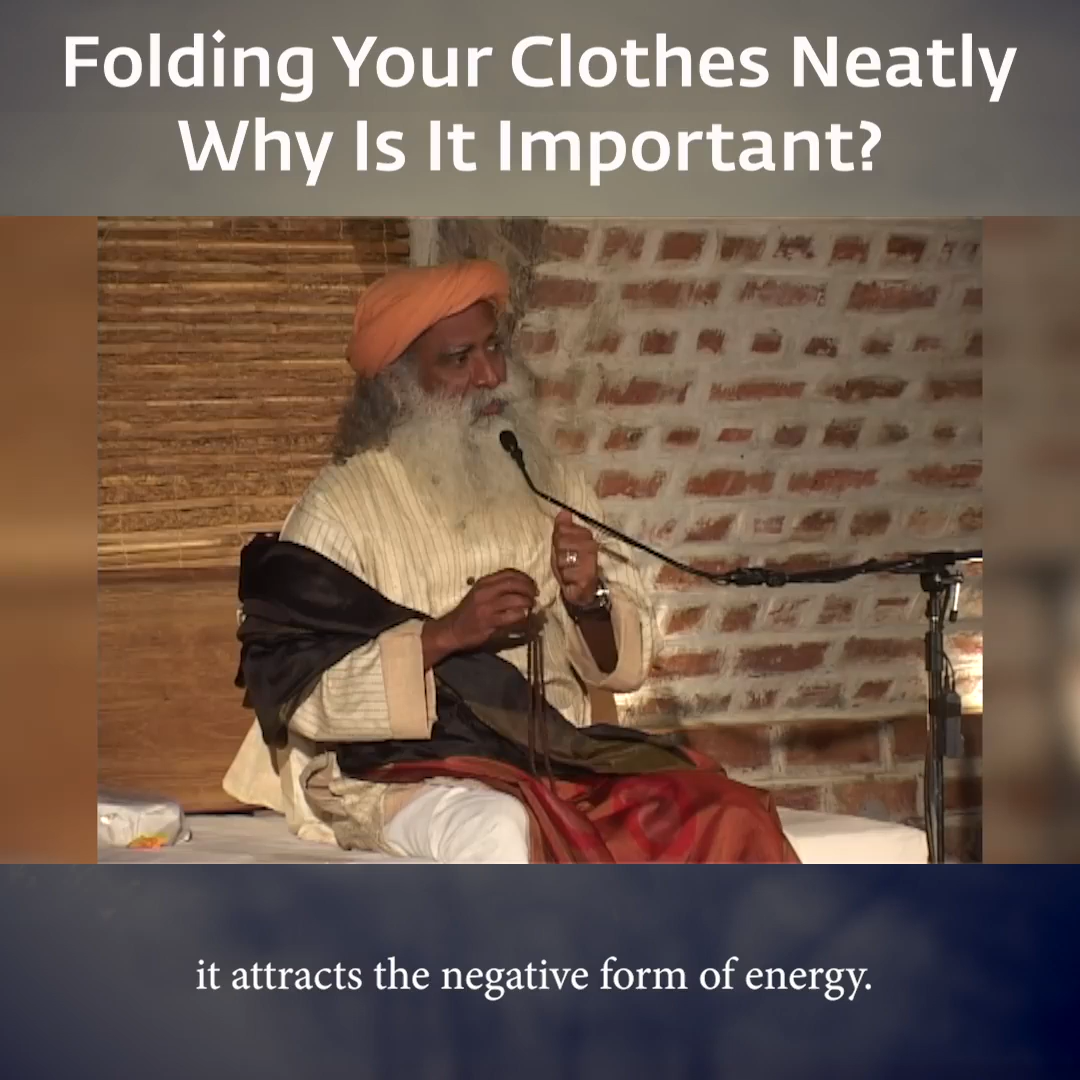 Folding Your Clothes Neatly
Why Is It Important?
it attracts the negative form of energy.